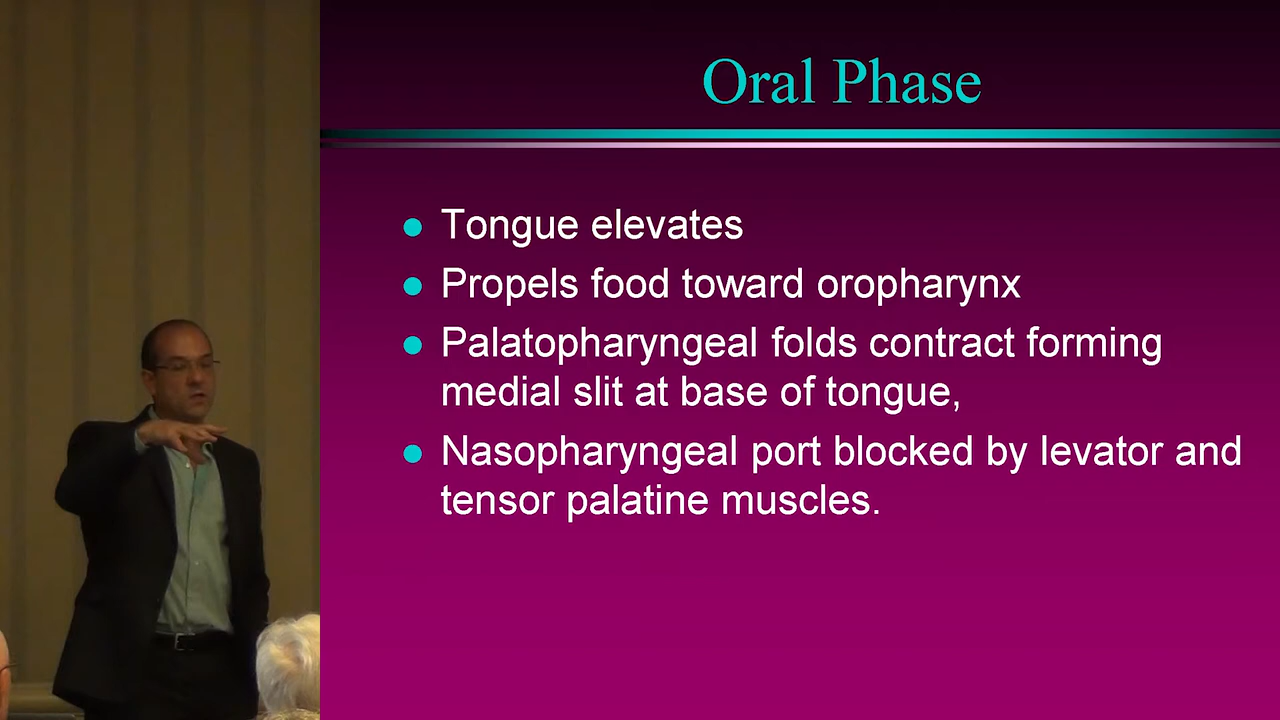 Oral Phase
Tongue elevates
Propels food toward oropharynx
Palatopharyngeal folds contract forming
medial slit at base of tongue,
Nasopharyngeal port blocked by levator and
tensor palatine muscles.